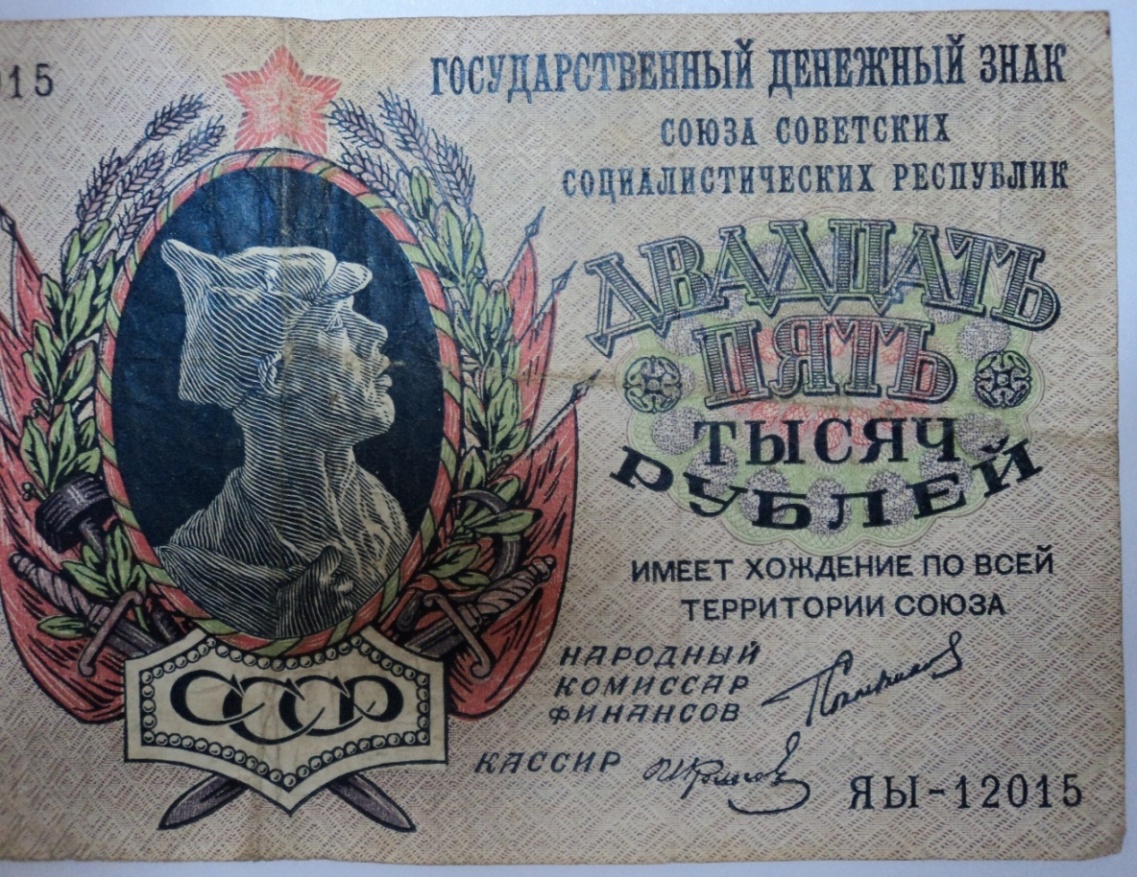 015
ГОСУДАРСТВЕННЫЙ ДЕНЕЖНЫЙ ЗНАК
СОЮЗА СОВЕТСКИХ
СОЦИАЛИСТИЧЕСКИХ РЕСПУБЛИК
ДВАДЦАТЬ
ПЯТЬ
ТЫСЯЧ
РУБЛЕЙ
ИМЕЕТ ХОЖДЕНИЕ ПО ВСЕЙ
ТЕРРИТОРИИ СОЮЗА
НАРОДНЫЙ
КОМИССАР
ФИНАНСОВ
СССР
КАССИР
ЯЫ-12015